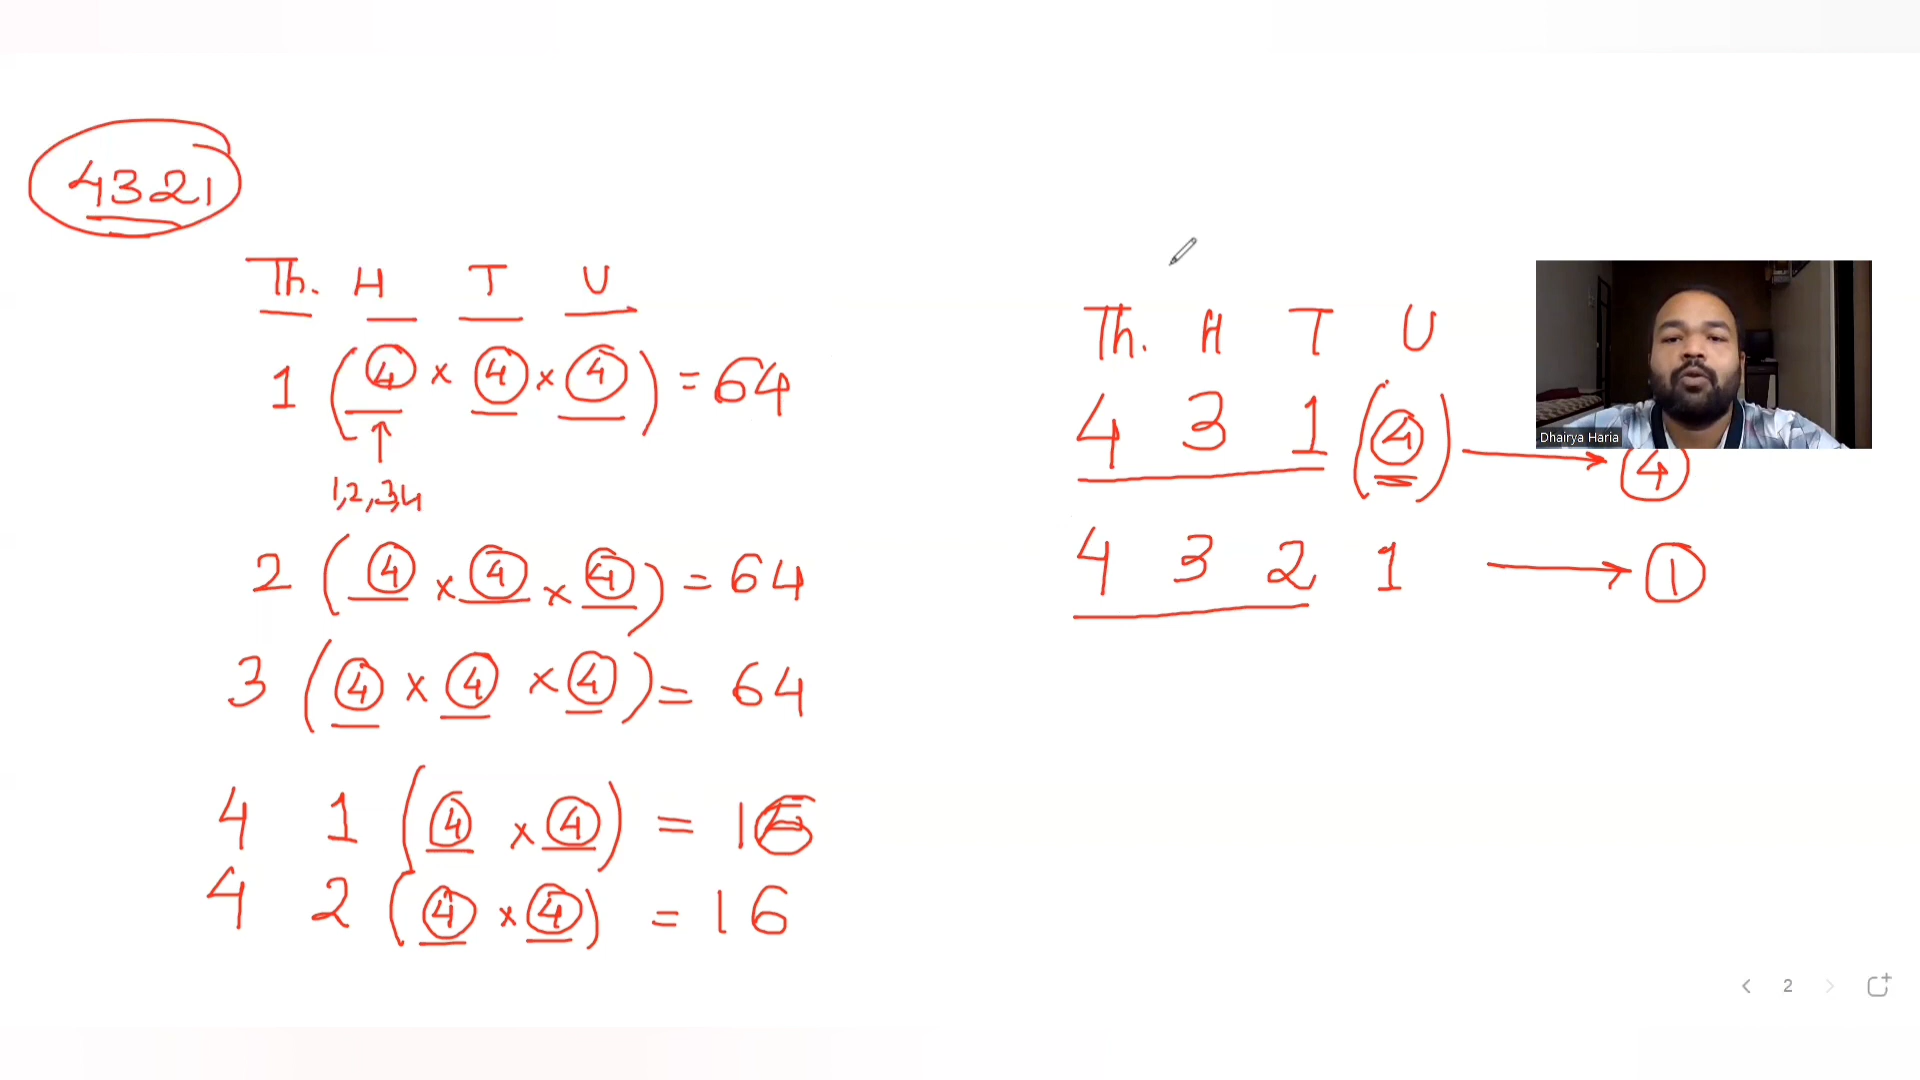 4321
Th. H T U
1 (4 × 4 × 4) = 64
↑
1,2,3,4
2 (4 × 4 × 4) = 64
3 (4 × 4 × 4) = 64
4 1 (4 × 4) = 16
4 2 (4 × 4) = 16
Th. H T U
4 3 1 (4) → 4
4 3 2 1 → 1
Dhairya Haria
< 2 >